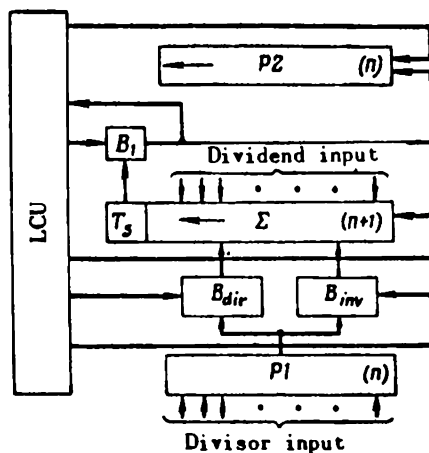 LCU
P2 (n)
B1
Dividend input
Ts Σ (n+1)
Bdir Binv
P1 (n)
Divisor input